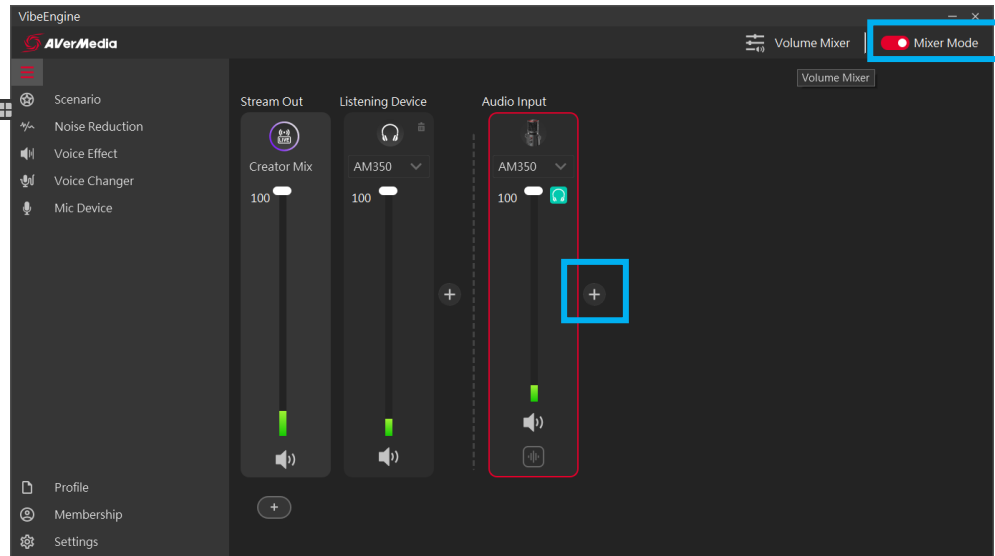 VibeEngine
AVerMedia
Volume Mixer
Mixer Mode
Volume Mixer
Scenario
Noise Reduction
Voice Effect
Voice Changer
Mic Device
Profile
Membership
Settings
Stream Out
Listening Device
Audio Input
LIVE
Creator Mix
AM350
AM350
100
100
100